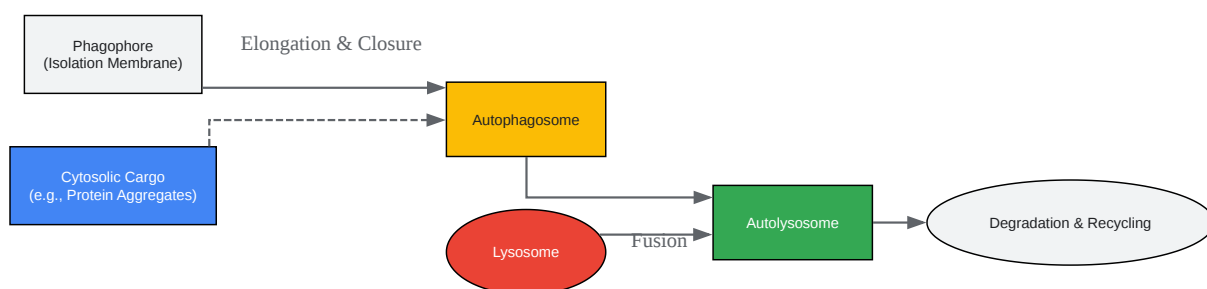 Phagophore
(Isolation Membrane)
Elongation & Closure
Autophagosome
Cytosolic Cargo
(e.g., Protein Aggregates)
Autolysosome
Degradation & Recycling
Lysosome
Fusion